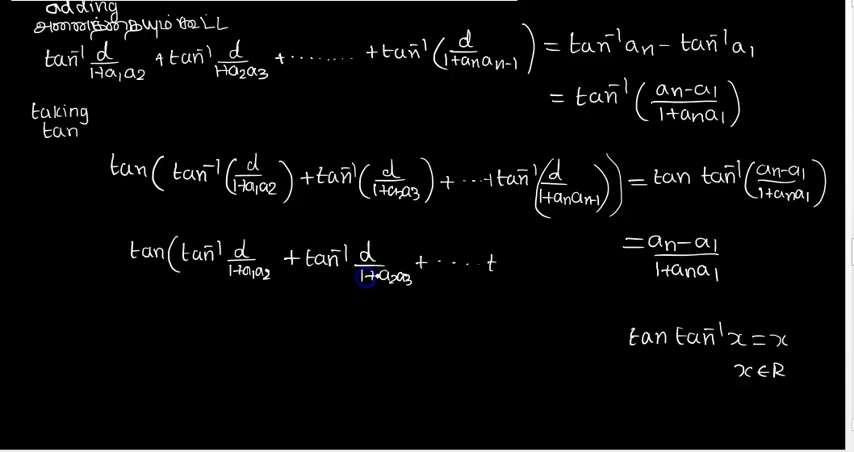 adding
tan⁻¹ d/1+a₁a₂ + tan⁻¹ d/1+a₂a₃ + ........ + tan⁻¹ (d/1+aₙaₙ₋₁) = tan⁻¹aₙ − tan⁻¹a₁
= tan⁻¹ (aₙ−a₁/1+aₙa₁)
taking
tan
tan(tan⁻¹(d/1+a₁a₂) + tan⁻¹(d/1+a₂a₃) + ...+ tan⁻¹(d/1+aₙaₙ₋₁)) = tan tan⁻¹(aₙ−a₁/1+aₙa₁)
tan(tan⁻¹ d/1+a₁a₂ + tan⁻¹ d/1+a₂a₃ + .... t = aₙ−a₁/1+aₙa₁
tan tan⁻¹x = x
x∈R